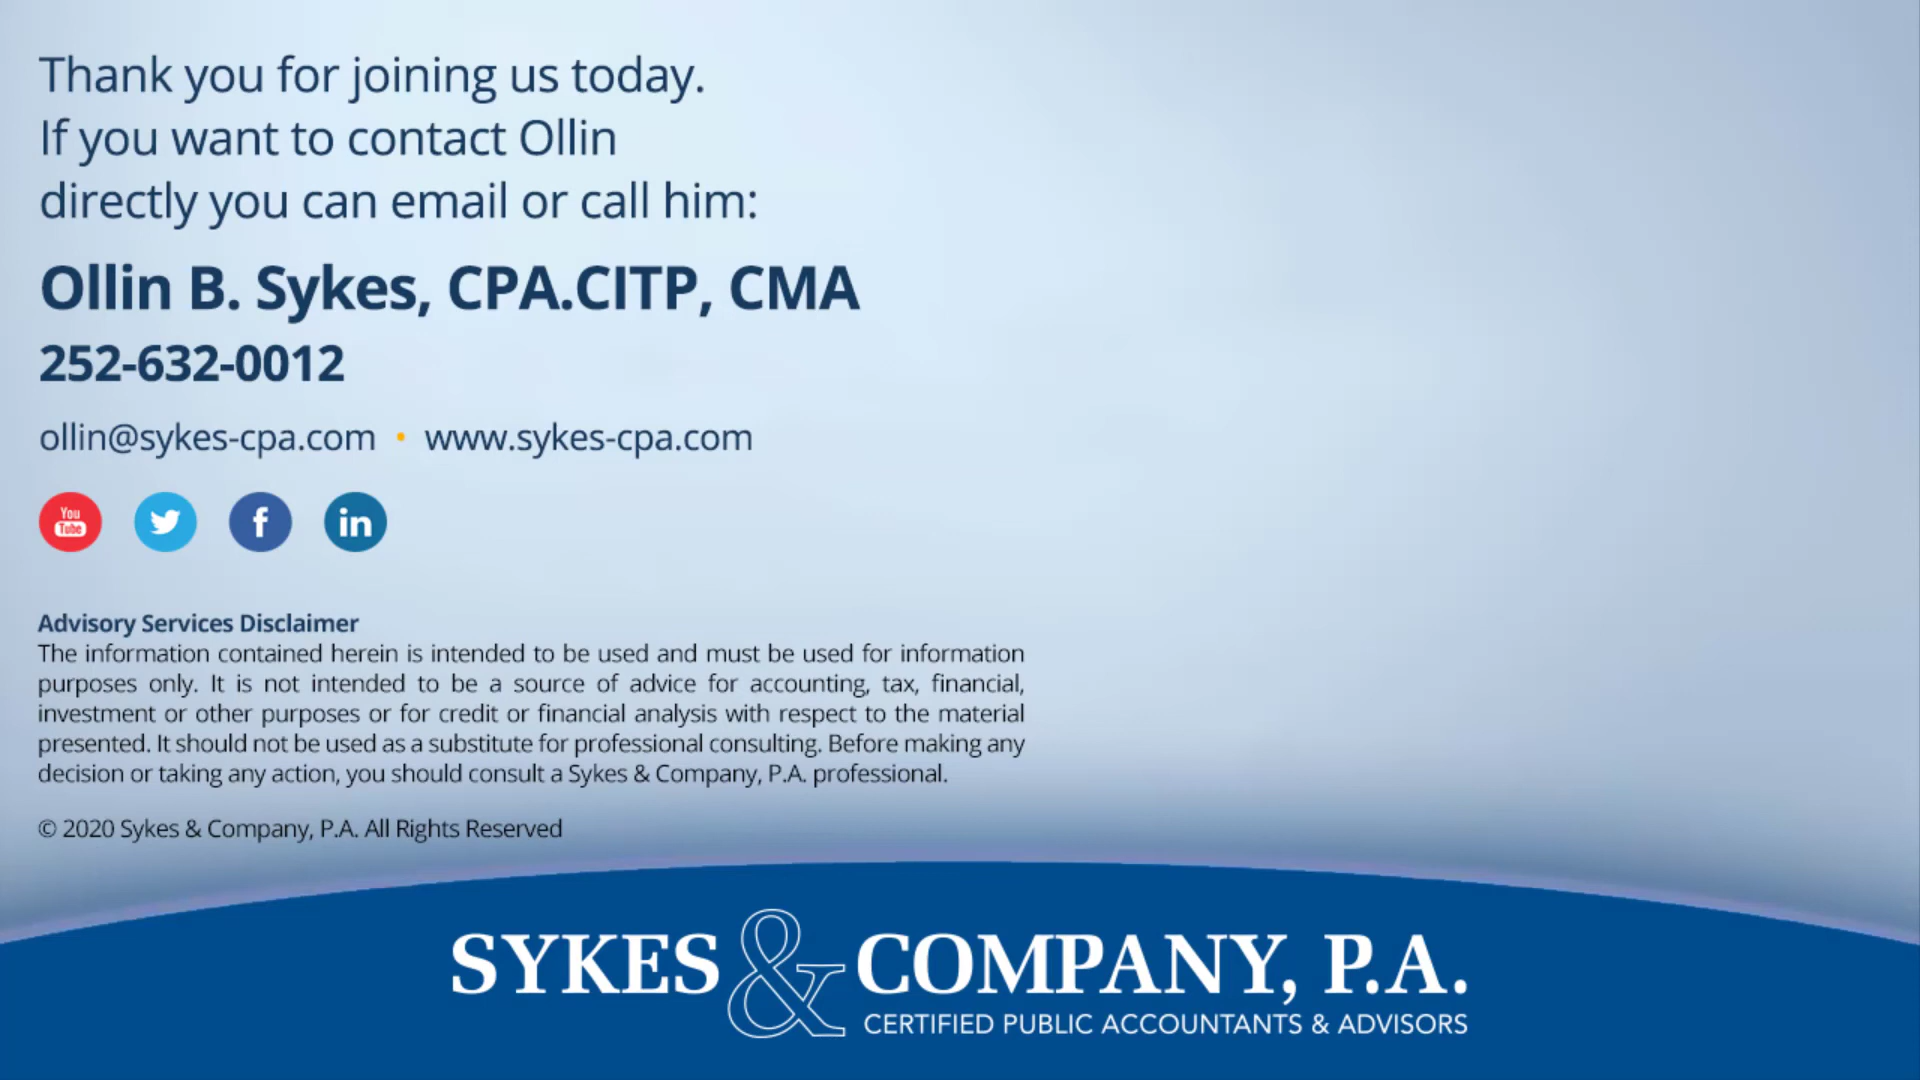 Thank you for joining us today.
If you want to contact Ollin
directly you can email or call him:
Ollin B. Sykes, CPA.CITP, CMA
252-632-0012
ollin@sykes-cpa.com • www.sykes-cpa.com
You Tube f in
Advisory Services Disclaimer
The information contained herein is intended to be used and must be used for information
purposes only. It is not intended to be a source of advice for accounting, tax, financial,
investment or other purposes or for credit or financial analysis with respect to the material
presented. It should not be used as a substitute for professional consulting. Before making any
decision or taking any action, you should consult a Sykes & Company, P.A. professional.
© 2020 Sykes & Company, P.A. All Rights Reserved
SYKES & COMPANY, P.A.
CERTIFIED PUBLIC ACCOUNTANTS & ADVISORS